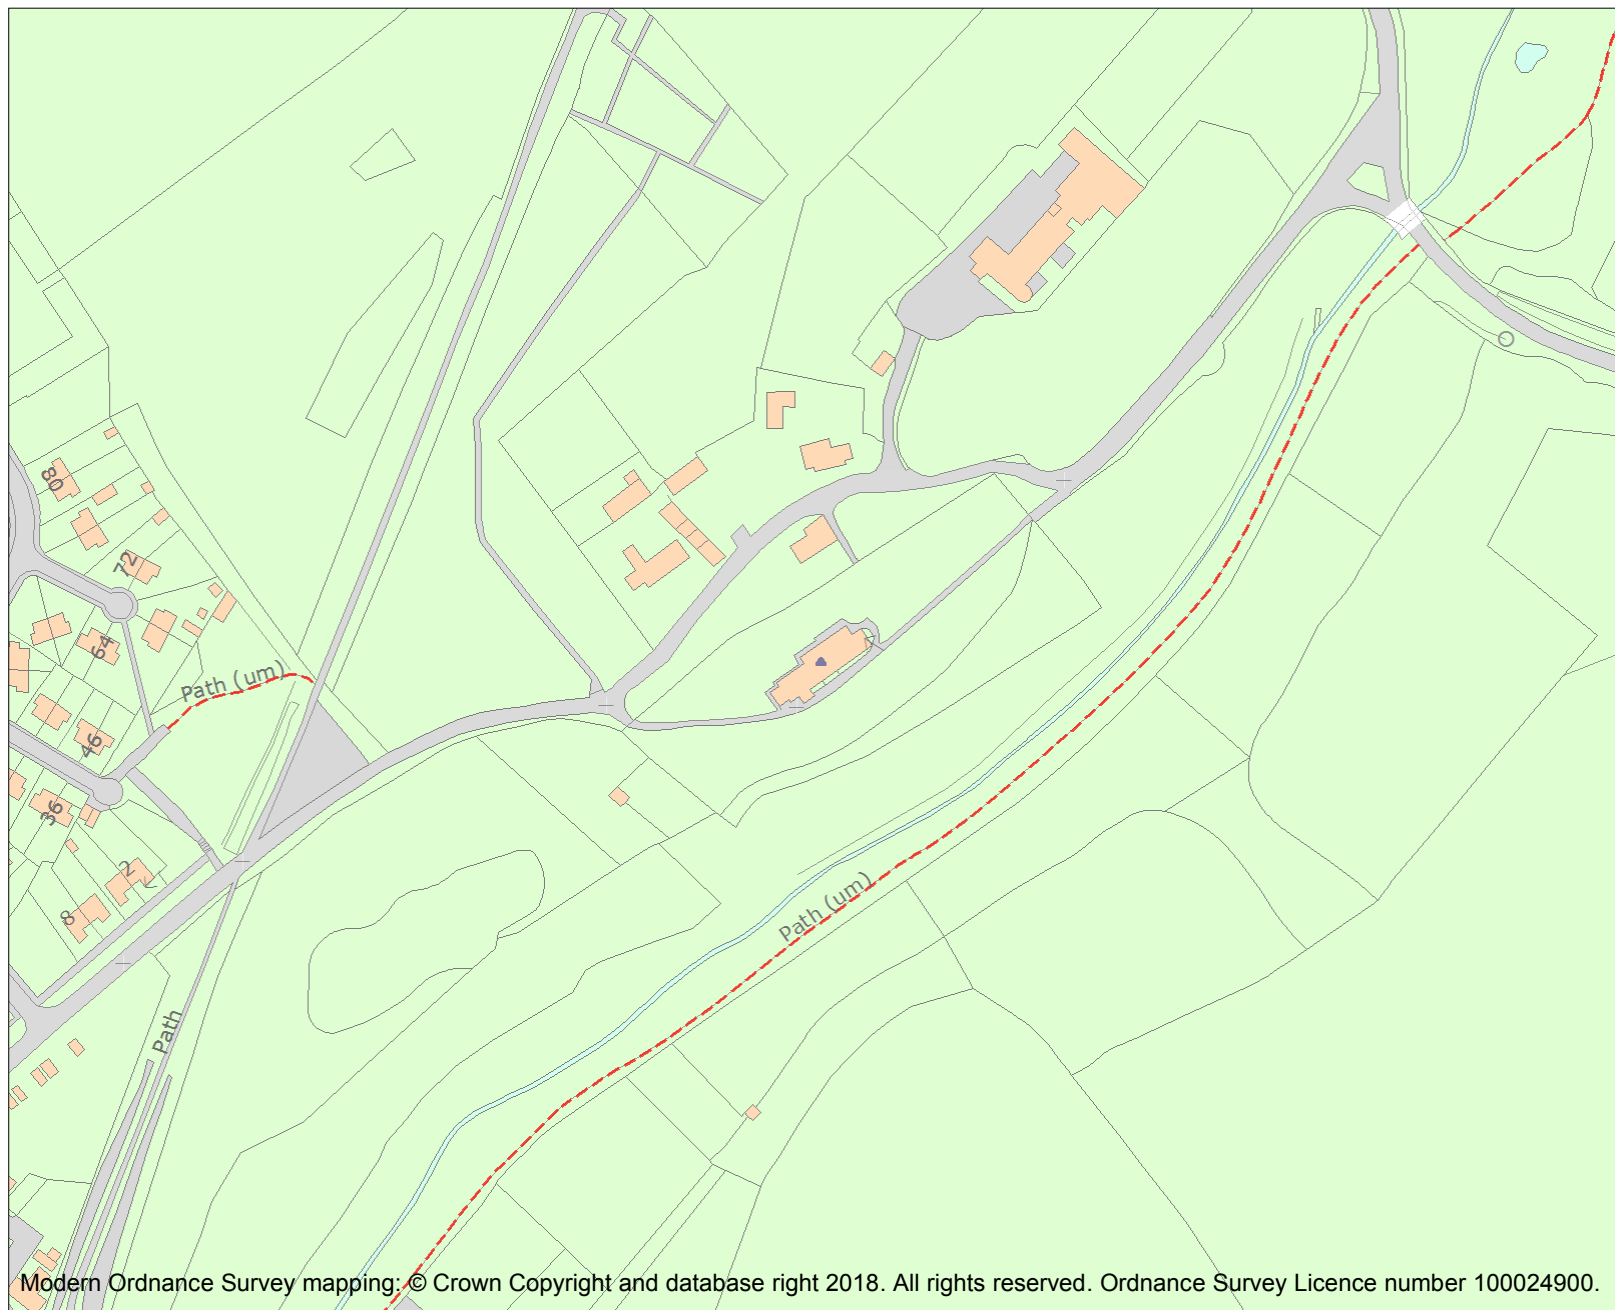 80
72
64
Path (um)
46
36
2
8
Path (um)
Path
Modern Ordnance Survey mapping: © Crown Copyright and database right 2018. All rights reserved. Ordnance Survey Licence number 100024900.